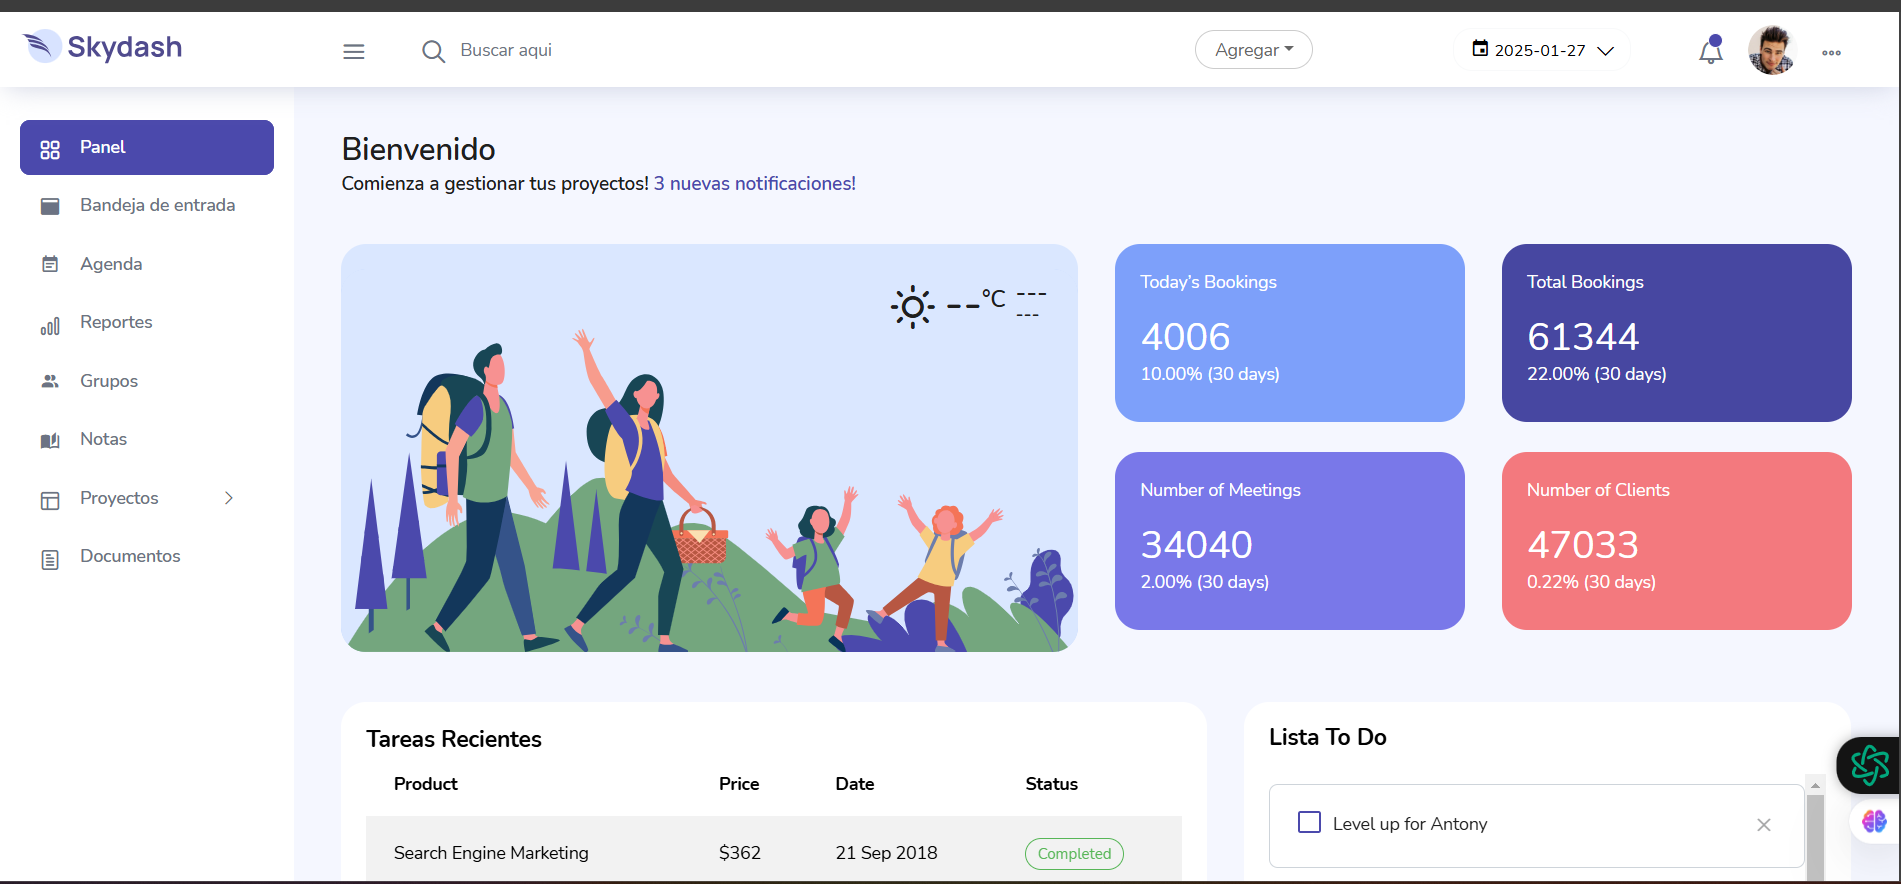 Skydash
Buscar aqui
Agregar
2025-01-27
Panel
Bandeja de entrada
Agenda
Reportes
Grupos
Notas
Proyectos
Documentos
Bienvenido
Comienza a gestionar tus proyectos! 3 nuevas notificaciones!
--°C ---
---
Today's Bookings
4006
10.00% (30 days)
Total Bookings
61344
22.00% (30 days)
Number of Meetings
34040
2.00% (30 days)
Number of Clients
47033
0.22% (30 days)
Tareas Recientes
Product Price Date Status
Search Engine Marketing $362 21 Sep 2018 Completed
Lista To Do
Level up for Antony